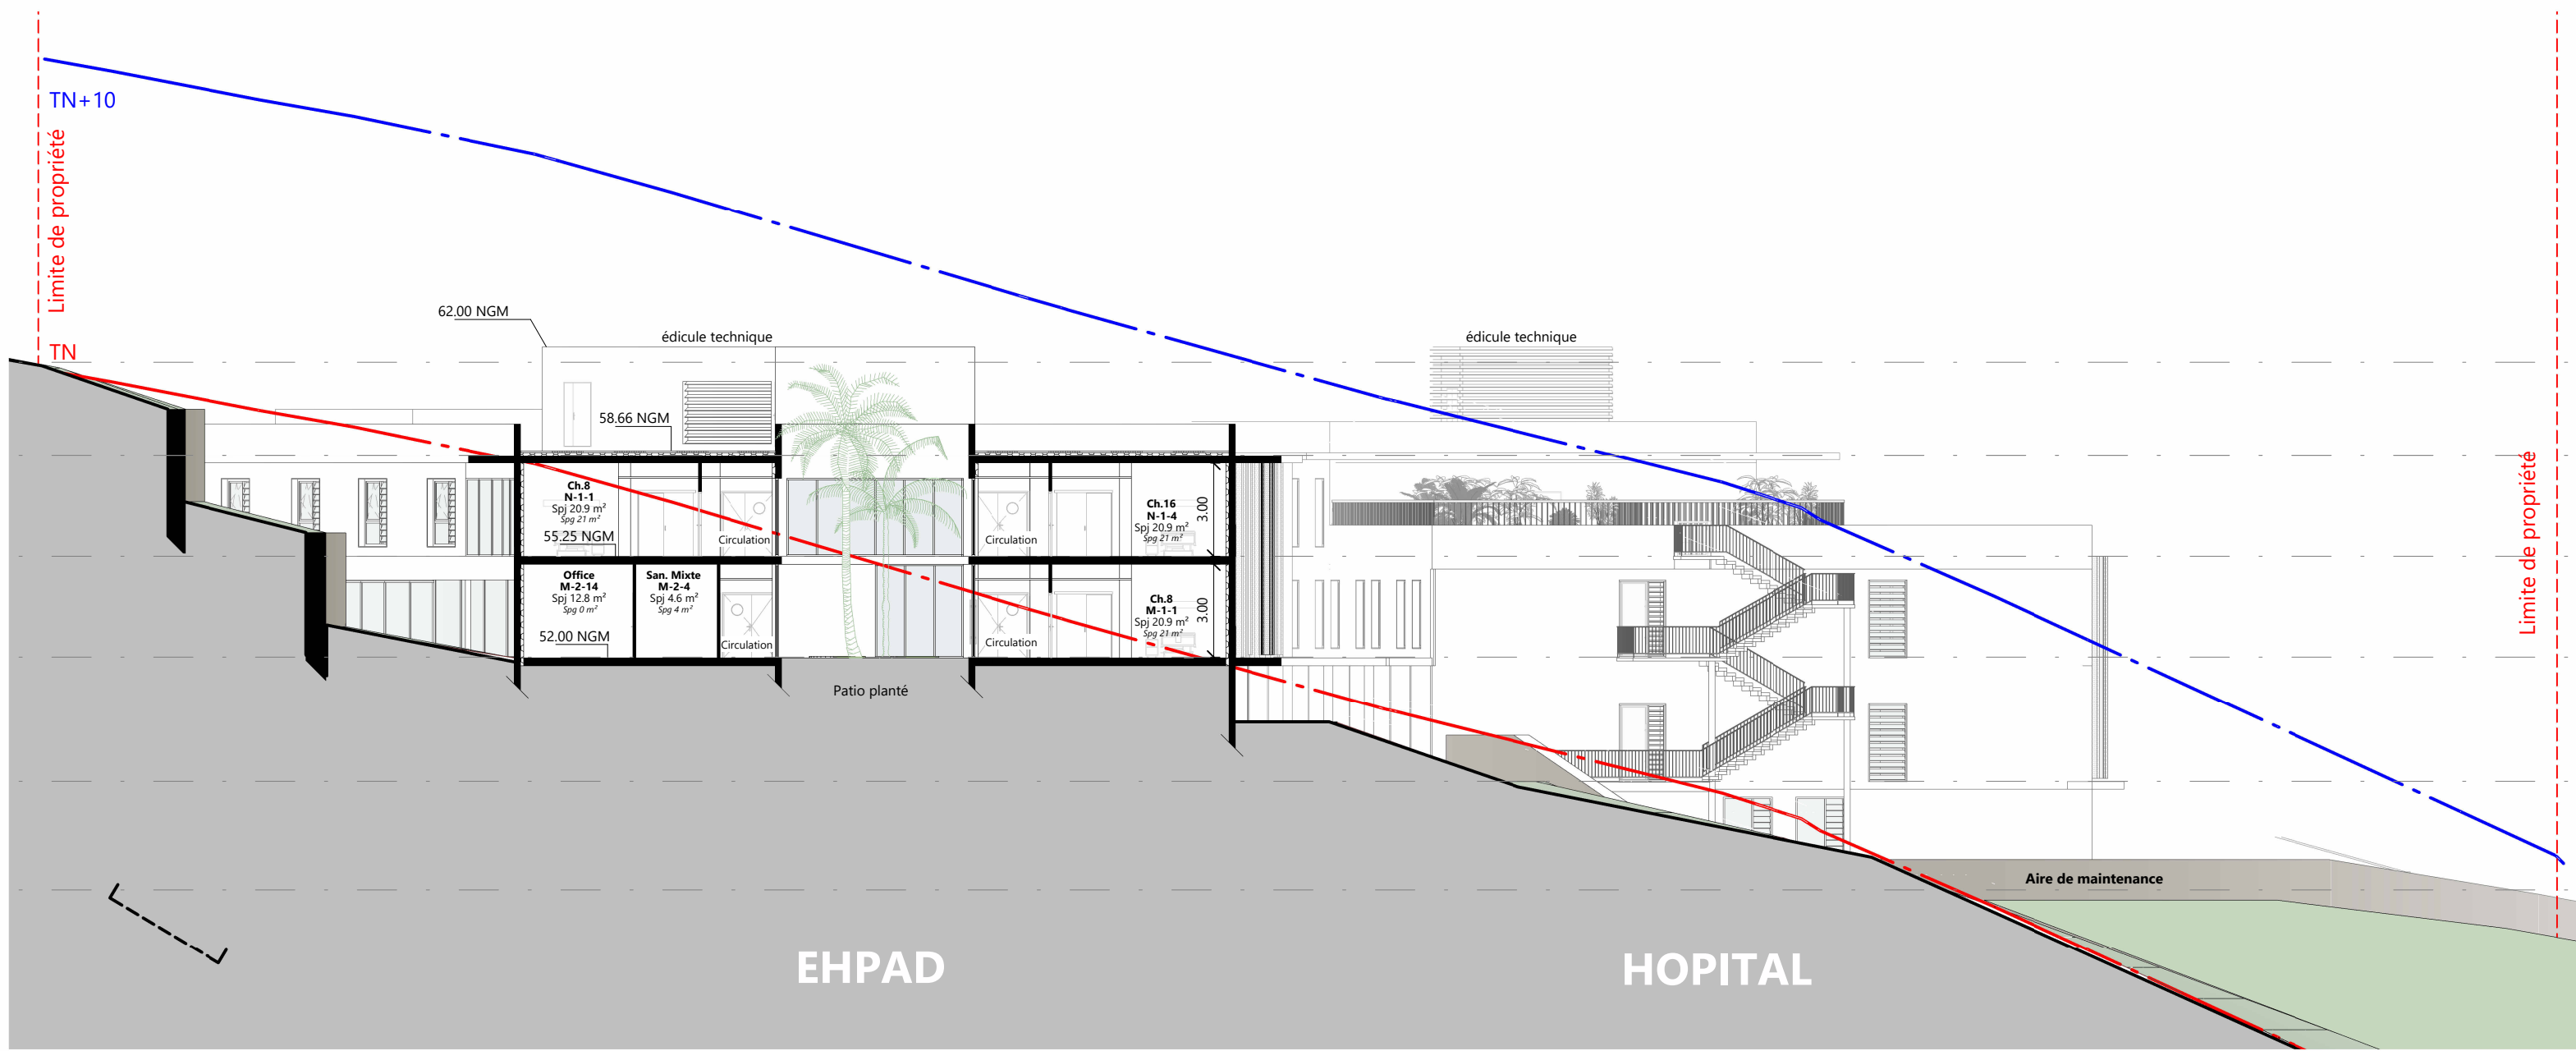 TN+10
Limite de propriété
TN
62.00 NGM
édicule technique
édicule technique
58.66 NGM
Ch.8
N-1-1
Spj 20.9 m²
Spg 21 m²
55.25 NGM
Circulation
Circulation
Ch.16
N-1-4
Spj 20.9 m²
Spg 21 m²
3.00
Office
M-2-14
Spj 12.8 m²
Spg 0 m²
52.00 NGM
San. Mixte
M-2-4
Spj 4.6 m²
Spg 4 m²
Circulation
Circulation
Ch.8
M-1-1
Spj 20.9 m²
Spg 21 m²
3.00
Patio planté
Limite de propriété
Aire de maintenance
EHPAD
HOPITAL